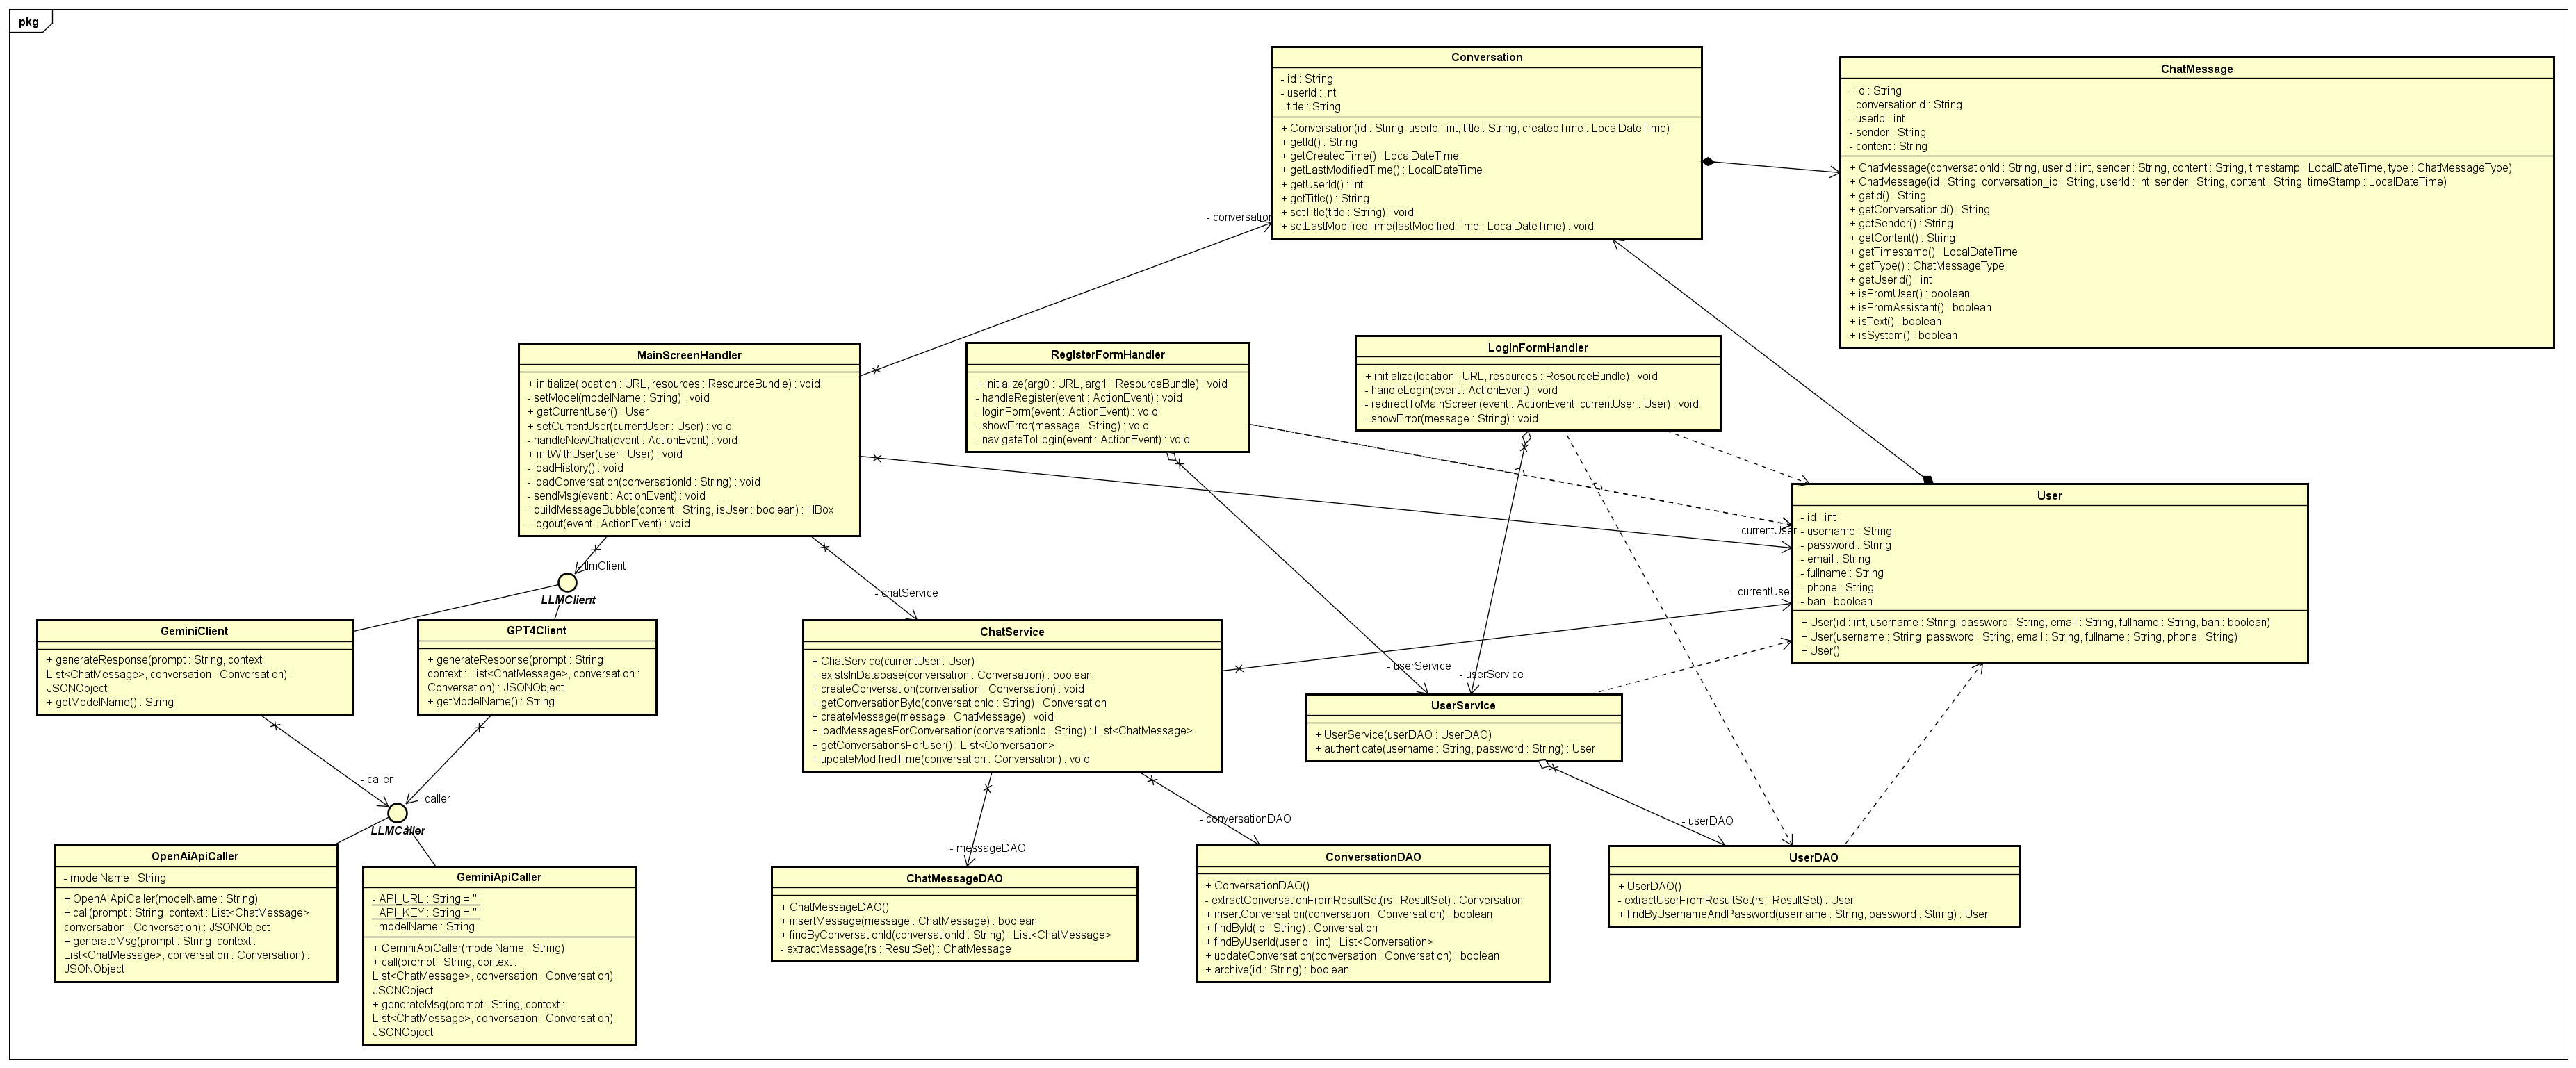 pkg
Conversation
- id : String
- userId : int
- title : String
+ Conversation(id : String, userId : int, title : String, createdTime : LocalDateTime)
+ getId() : String
+ getCreatedTime() : LocalDateTime
+ getLastModifiedTime() : LocalDateTime
+ getUserId() : int
+ getTitle() : String
+ setTitle(title : String) : void
+ setLastModifiedTime(lastModifiedTime : LocalDateTime) : void
ChatMessage
- id : String
- conversationId : String
- userId : int
- sender : String
- content : String
+ ChatMessage(conversationId : String, userId : int, sender : String, content : String, timestamp : LocalDateTime, type : ChatMessageType)
+ ChatMessage(id : String, conversation_id : String, userId : int, sender : String, content : String, timeStamp : LocalDateTime)
+ getId() : String
+ getConversationId() : String
+ getSender() : String
+ getContent() : String
+ getTimestamp() : LocalDateTime
+ getType() : ChatMessageType
+ getUserId() : int
+ isFromUser() : boolean
+ isFromAssistant() : boolean
+ isText() : boolean
+ isSystem() : boolean
- conversation
MainScreenHandler
+ initialize(location : URL, resources : ResourceBundle) : void
- setModel(modelName : String) : void
+ getCurrentUser() : User
+ setCurrentUser(currentUser : User) : void
- handleNewChat(event : ActionEvent) : void
+ initWithUser(user : User) : void
- loadHistory() : void
- loadConversation(conversationId : String) : void
- sendMsg(event : ActionEvent) : void
- buildMessageBubble(content : String, isUser : boolean) : HBox
- logout(event : ActionEvent) : void
RegisterFormHandler
+ initialize(arg0 : URL, arg1 : ResourceBundle) : void
- handleRegister(event : ActionEvent) : void
- loginForm(event : ActionEvent) : void
- showError(message : String) : void
- navigateToLogin(event : ActionEvent) : void
LoginFormHandler
+ initialize(location : URL, resources : ResourceBundle) : void
- handleLogin(event : ActionEvent) : void
- redirectToMainScreen(event : ActionEvent, currentUser : User) : void
- showError(message : String) : void
User
- id : int
- username : String
- password : String
- email : String
- fullname : String
- phone : String
- ban : boolean
+ User(id : int, username : String, password : String, email : String, fullname : String, ban : boolean)
+ User(username : String, password : String, email : String, fullname : String, phone : String)
+ User()
- currentUser
- currentUser
- llmClient
LLMClient
- chatService
- userService
- userService
GeminiClient
+ generateResponse(prompt : String, context :
List<ChatMessage>, conversation : Conversation) :
JSONObject
+ getModelName() : String
GPT4Client
+ generateResponse(prompt : String,
context : List<ChatMessage>, conversation :
Conversation) : JSONObject
+ getModelName() : String
ChatService
+ ChatService(currentUser : User)
+ existsInDatabase(conversation : Conversation) : boolean
+ createConversation(conversation : Conversation) : void
+ getConversationById(conversationId : String) : Conversation
+ createMessage(message : ChatMessage) : void
+ loadMessagesForConversation(conversationId : String) : List<ChatMessage>
+ getConversationsForUser() : List<Conversation>
+ updateModifiedTime(conversation : Conversation) : void
UserService
+ UserService(userDAO : UserDAO)
+ authenticate(username : String, password : String) : User
- caller
- caller
LLMCaller
- messageDAO
- conversationDAO
- userDAO
OpenAiApiCaller
- modelName : String
+ OpenAiApiCaller(modelName : String)
+ call(prompt : String, context : List<ChatMessage>,
conversation : Conversation) : JSONObject
+ generateMsg(prompt : String, context :
List<ChatMessage>, conversation : Conversation) :
JSONObject
GeminiApiCaller
- API_URL : String = ""
- API_KEY : String = ""
- modelName : String
+ GeminiApiCaller(modelName : String)
+ call(prompt : String, context :
List<ChatMessage>, conversation : Conversation) :
JSONObject
+ generateMsg(prompt : String, context :
List<ChatMessage>, conversation : Conversation) :
JSONObject
ChatMessageDAO
+ ChatMessageDAO()
+ insertMessage(message : ChatMessage) : boolean
+ findByConversationId(conversationId : String) : List<ChatMessage>
- extractMessage(rs : ResultSet) : ChatMessage
ConversationDAO
+ ConversationDAO()
- extractConversationFromResultSet(rs : ResultSet) : Conversation
+ insertConversation(conversation : Conversation) : boolean
+ findById(id : String) : Conversation
+ findByUserId(userId : int) : List<Conversation>
+ updateConversation(conversation : Conversation) : boolean
+ archive(id : String) : boolean
UserDAO
+ UserDAO()
- extractUserFromResultSet(rs : ResultSet) : User
+ findByUsernameAndPassword(username : String, password : String) : User